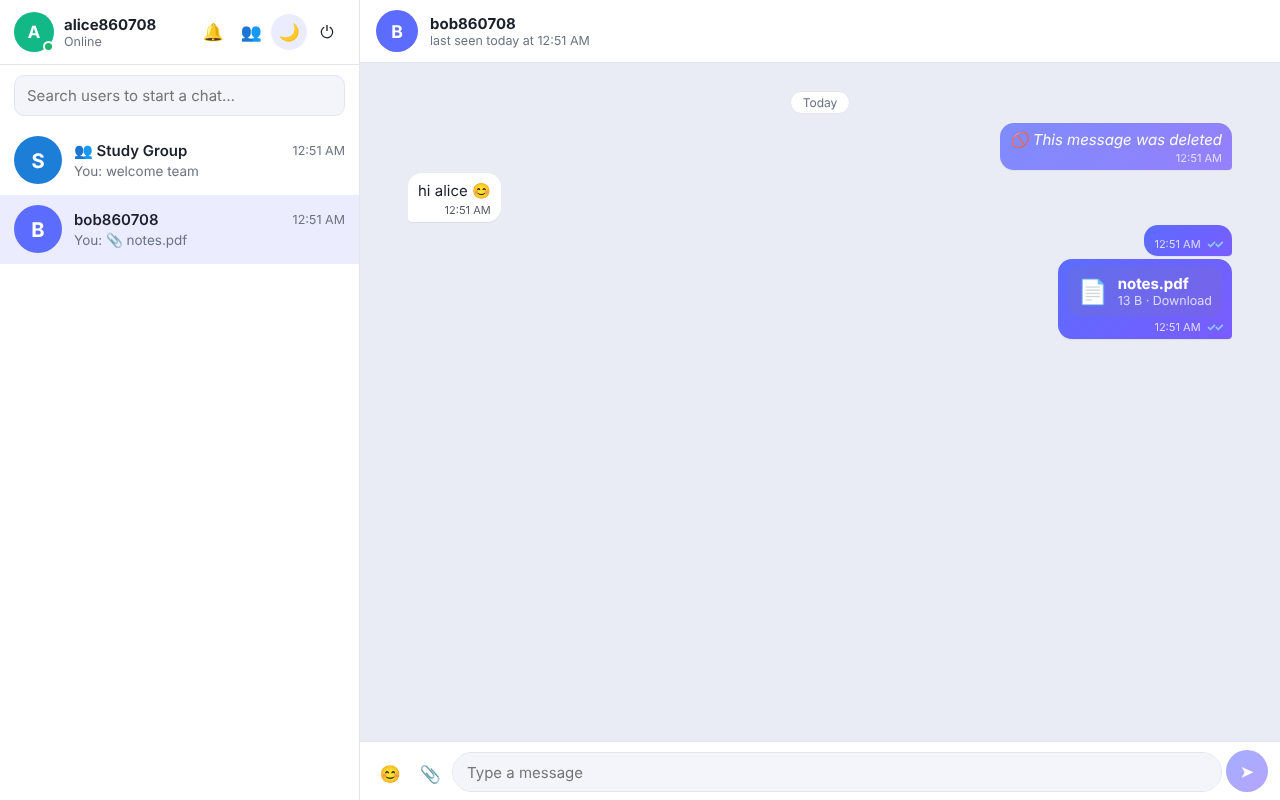 A
alice860708
Online
🔔 👥 🌙
Search users to start a chat...
S
👥 Study Group
12:51 AM
You: welcome team
B
bob860708
12:51 AM
You: 📎 notes.pdf
B
bob860708
last seen today at 12:51 AM
Today
🚫 This message was deleted
12:51 AM
hi alice 😊
12:51 AM
12:51 AM ✓✓
📄 notes.pdf
13 B · Download
12:51 AM ✓✓
😊 📎 Type a message ➤